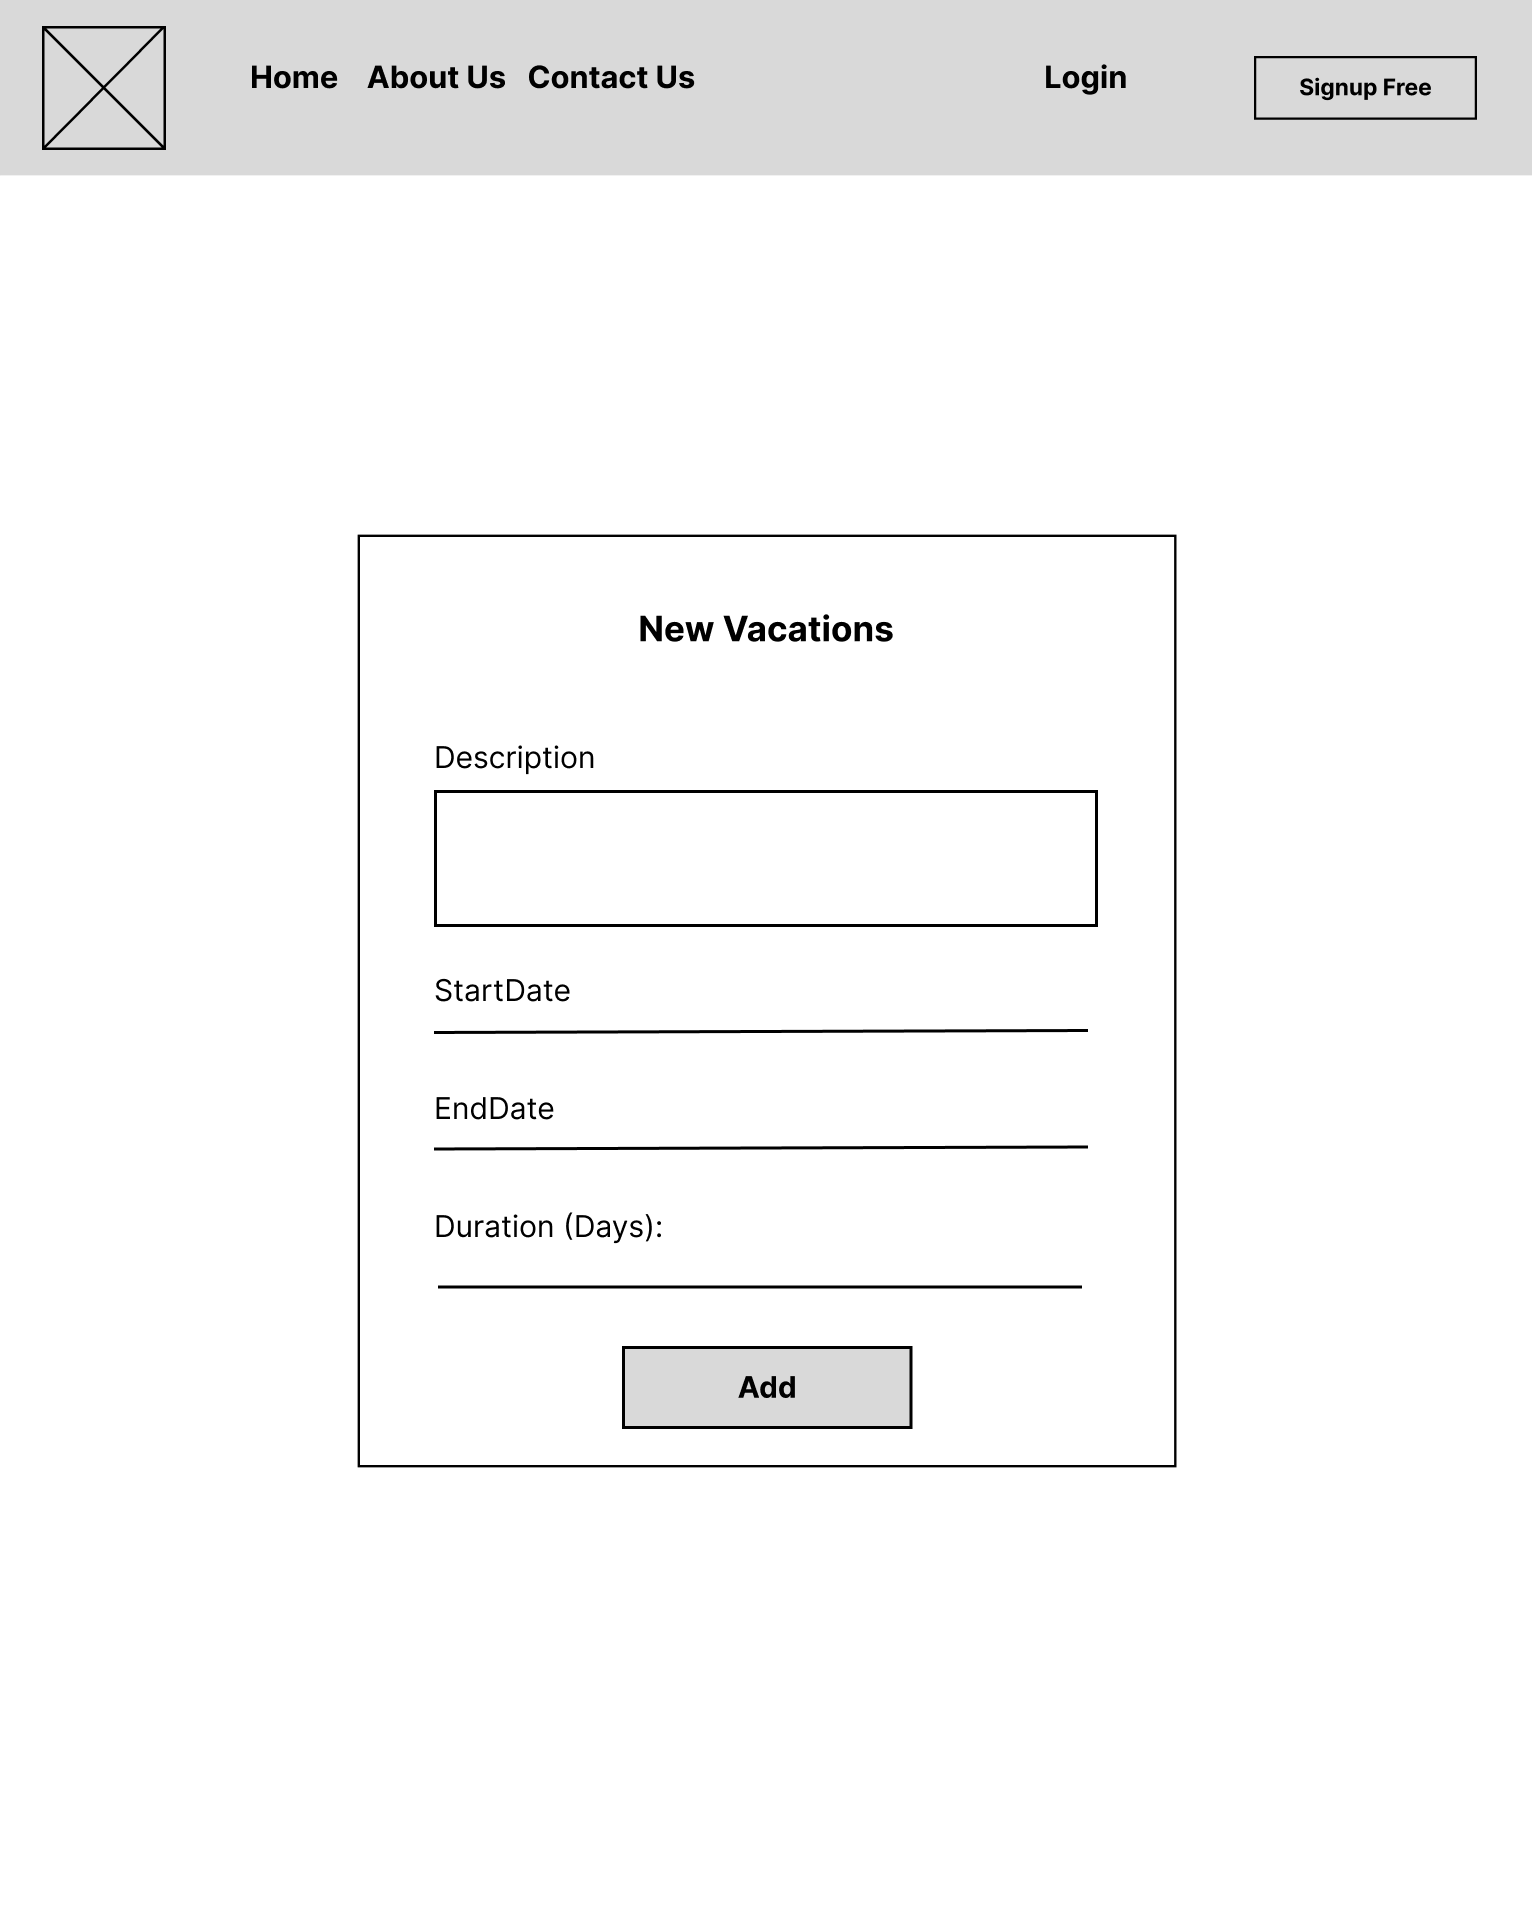 Home About Us Contact Us Login Signup Free
New Vacations
Description
StartDate
EndDate
Duration (Days):
Add